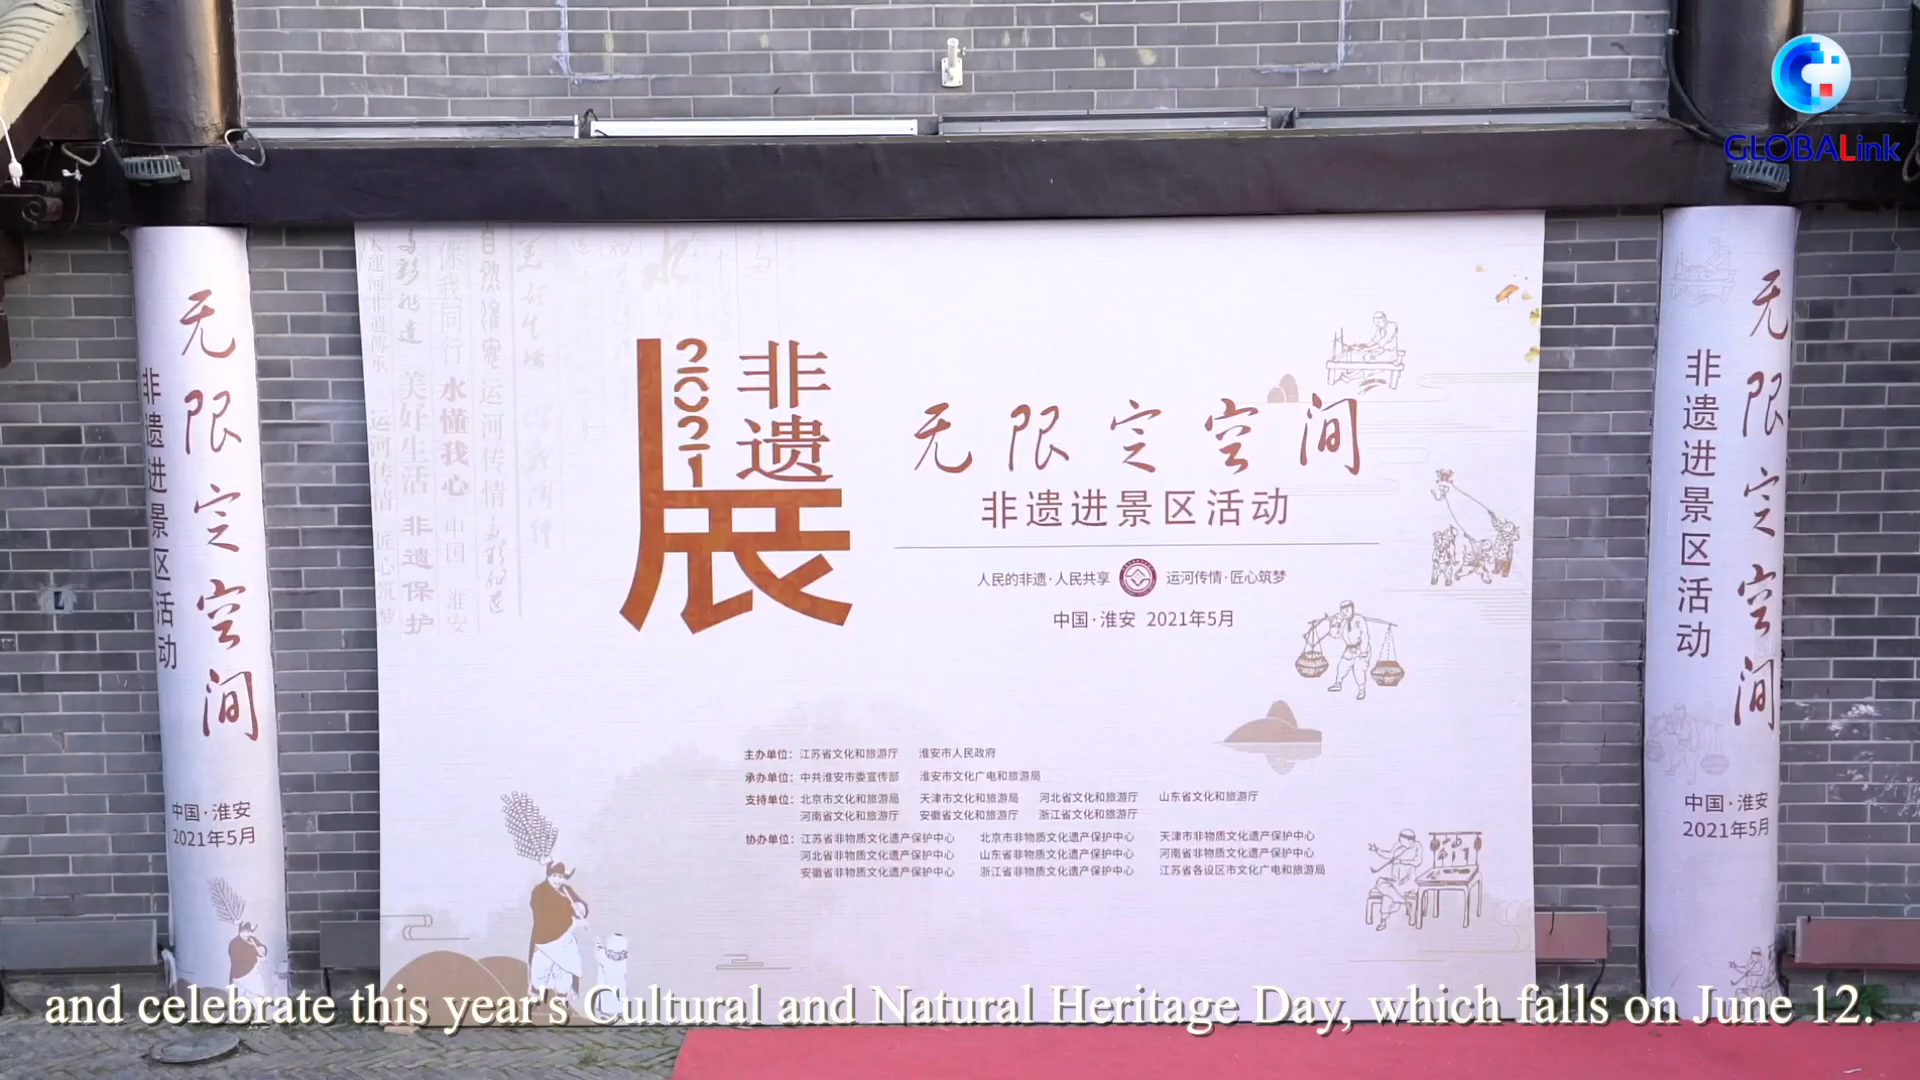 GLOBALink
无限定空间
非遗进景区活动
中国·淮安
2021年5月
你我同行
运河传情
美好生活
水懂我心
中国 淮安
非遗保护
匠心筑梦
2021
非遗
展
无限定空间
非遗进景区活动
人民的非遗·人民共享 运河传情·匠心筑梦
中国·淮安 2021年5月
主办单位：江苏省文化和旅游厅 淮安市人民政府
承办单位：中共淮安市委宣传部 淮安市文化广电和旅游局
支持单位：北京市文化和旅游局 天津市文化和旅游局 河北省文化和旅游厅 山东省文化和旅游厅
河南省文化和旅游厅 安徽省文化和旅游厅 浙江省文化和旅游厅
协办单位：江苏省非物质文化遗产保护中心 北京市非物质文化遗产保护中心 天津市非物质文化遗产保护中心
河北省非物质文化遗产保护中心 山东省非物质文化遗产保护中心 河南省非物质文化遗产保护中心
安徽省非物质文化遗产保护中心 浙江省非物质文化遗产保护中心 江苏省各设区市文化广电和旅游局
无限定空间
非遗进景区活动
中国·淮安
2021年5月
and celebrate this year's Cultural and Natural Heritage Day, which falls on June 12.